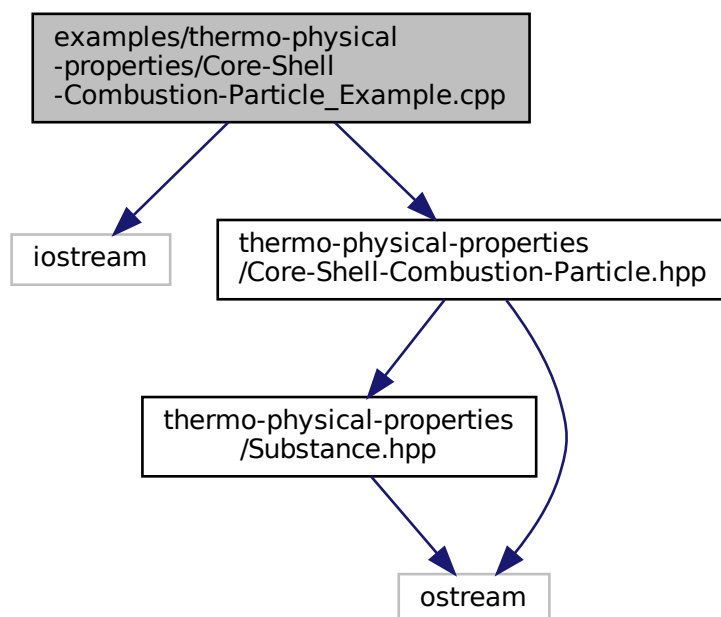 examples/thermo-physical
-properties/Core-Shell
-Combustion-Particle_Example.cpp
iostream
thermo-physical-properties
/Core-Shell-Combustion-Particle.hpp
thermo-physical-properties
/Substance.hpp
ostream